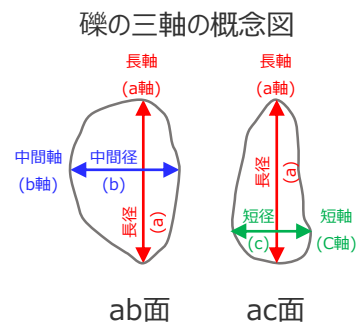 礫の三軸の概念図
長軸
(a軸)
中間軸
(b軸)
中間径
(b)
長径
(a)
ab面
長軸
(a軸)
長径
(a)
短径
(c)
短軸
(C軸)
ac面